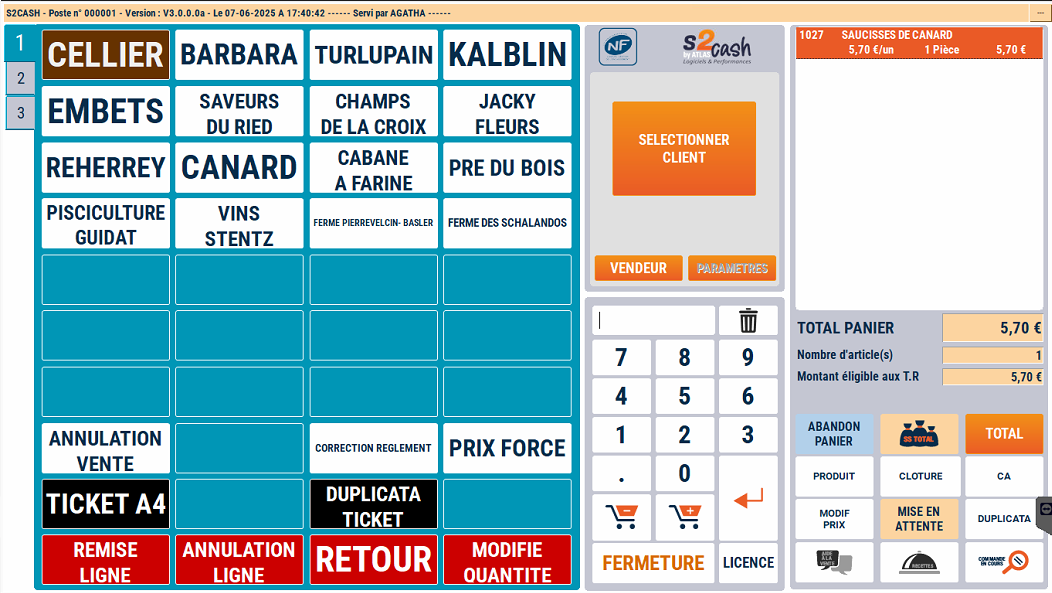 S2CASH - Poste n° 000001 - Version : V3.0.0.0a - Le 07-06-2025 A 17:40:42 ------ Servi par AGATHA ------
...
1
2
3
CELLIER
BARBARA
TURLUPAIN
KALBLIN
EMBETS
SAVEURS
DU RIED
CHAMPS
DE LA CROIX
JACKY
FLEURS
REHERREY
CANARD
CABANE
A FARINE
PRE DU BOIS
PISCICULTURE
GUIDAT
VINS
STENTZ
FERME PIERREVELCIN- BASLER
FERME DES SCHALANDOS
ANNULATION
VENTE
CORRECTION REGLEMENT
PRIX FORCE
TICKET A4
DUPLICATA
TICKET
REMISE
LIGNE
ANNULATION
LIGNE
RETOUR
MODIFIE
QUANTITE
NF
S2cash
by ATLAS
Logiciels & Performances
SELECTIONNER
CLIENT
VENDEUR
PARAMETRES
7
8
9
4
5
6
1
2
3
.
0
FERMETURE
LICENCE
1027 SAUCISSES DE CANARD
5,70 €/un 1 Pièce 5,70 €
TOTAL PANIER 5,70 €
Nombre d'article(s) 1
Montant éligible aux T.R 5,70 €
ABANDON
PANIER
SS TOTAL
TOTAL
PRODUIT
CLOTURE
CA
MODIF
PRIX
MISE EN
ATTENTE
DUPLICATA
AIDE
À LA
VENTE
RECETTES
COMMANDE
EN COURS